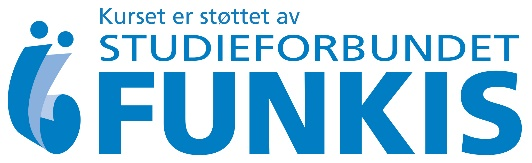 Kurset er støttet av
STUDIEFORBUNDET
FUNKIS